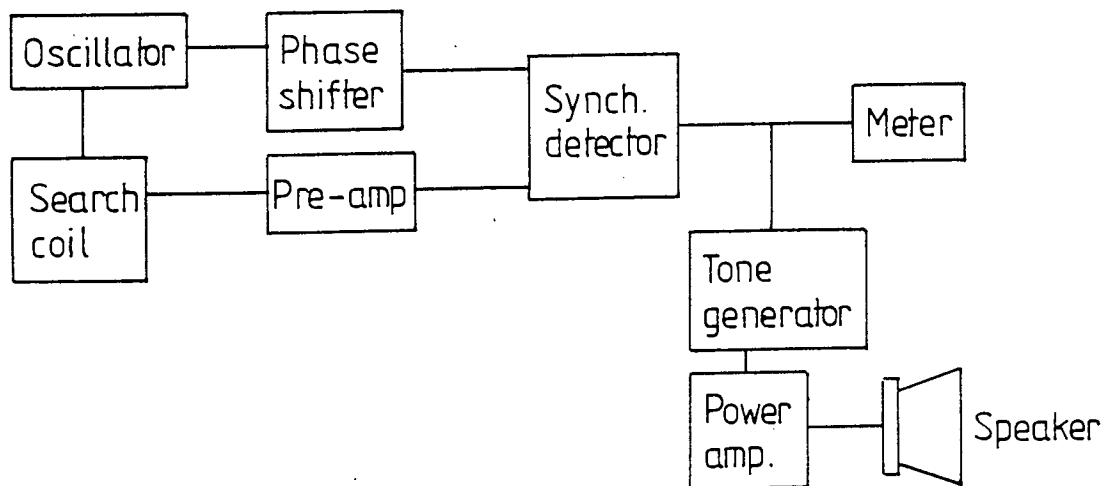 Oscillator
Phase
shifter
Synch.
detector
Meter
Search
coil
Pre-amp
Tone
generator
Power
amp.
Speaker